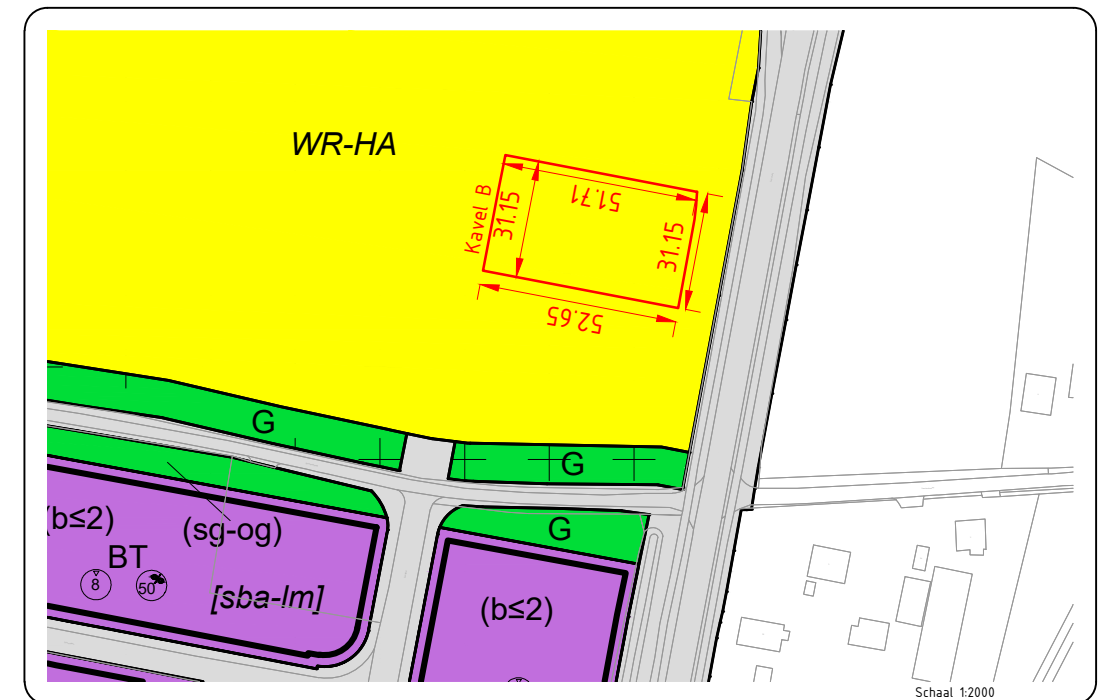 WR-HA
Kavel B
31.15
51.71
31.15
52.65
G
G
G
(b≤2)
(sg-og)
BT
8
50
[sba-lm]
(b≤2)
Schaal 1:2000